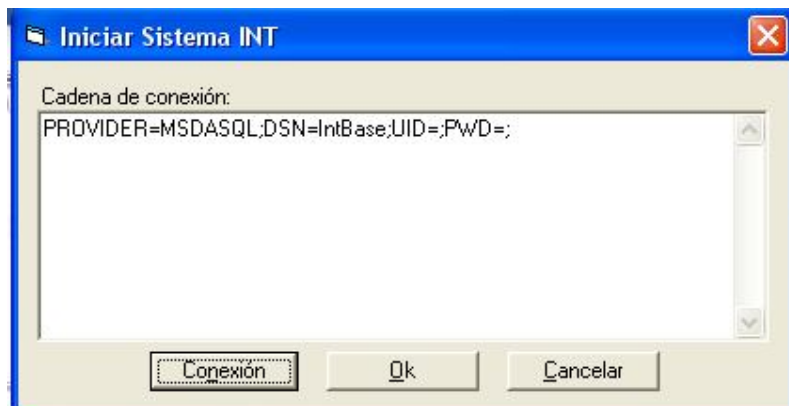 Iniciar Sistema INT
Cadena de conexión:
PROVIDER=MSDASQL;DSN=IntBase;UID=;PWD=;
Conexión Ok Cancelar